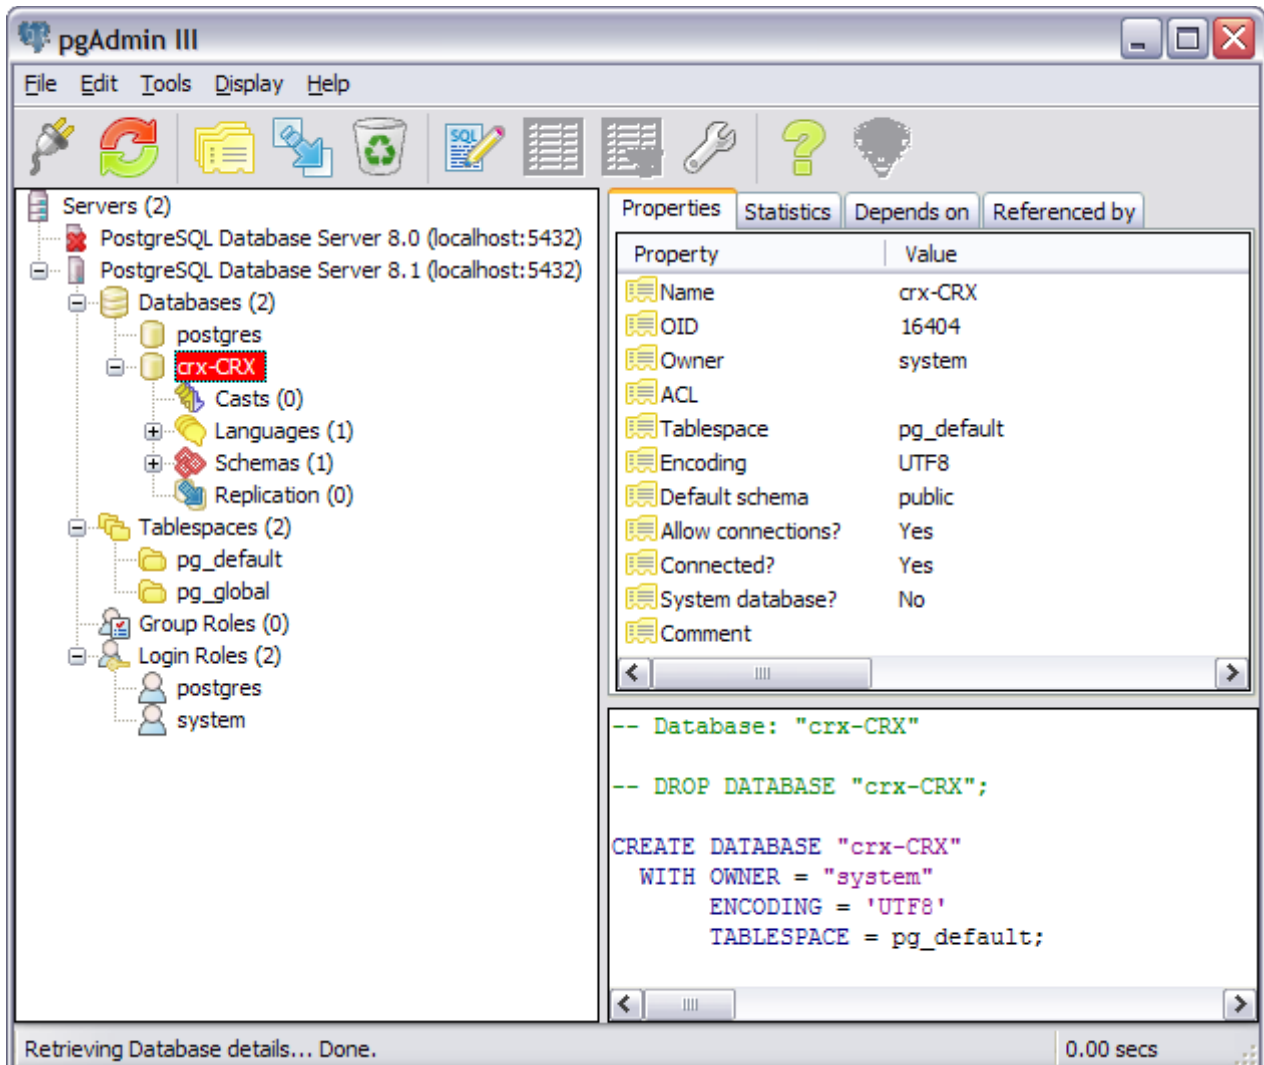 pgAdmin III
File Edit Tools Display Help
SQL
Servers (2)
PostgreSQL Database Server 8.0 (localhost:5432)
PostgreSQL Database Server 8.1 (localhost:5432)
Databases (2)
postgres
crx-CRX
Casts (0)
Languages (1)
Schemas (1)
Replication (0)
Tablespaces (2)
pg_default
pg_global
Group Roles (0)
Login Roles (2)
postgres
system
Properties Statistics Depends on Referenced by
Property Value
Name crx-CRX
OID 16404
Owner system
ACL
Tablespace pg_default
Encoding UTF8
Default schema public
Allow connections? Yes
Connected? Yes
System database? No
Comment
-- Database: "crx-CRX"
-- DROP DATABASE "crx-CRX";
CREATE DATABASE "crx-CRX"
WITH OWNER = "system"
ENCODING = 'UTF8'
TABLESPACE = pg_default;
Retrieving Database details... Done. 0.00 secs